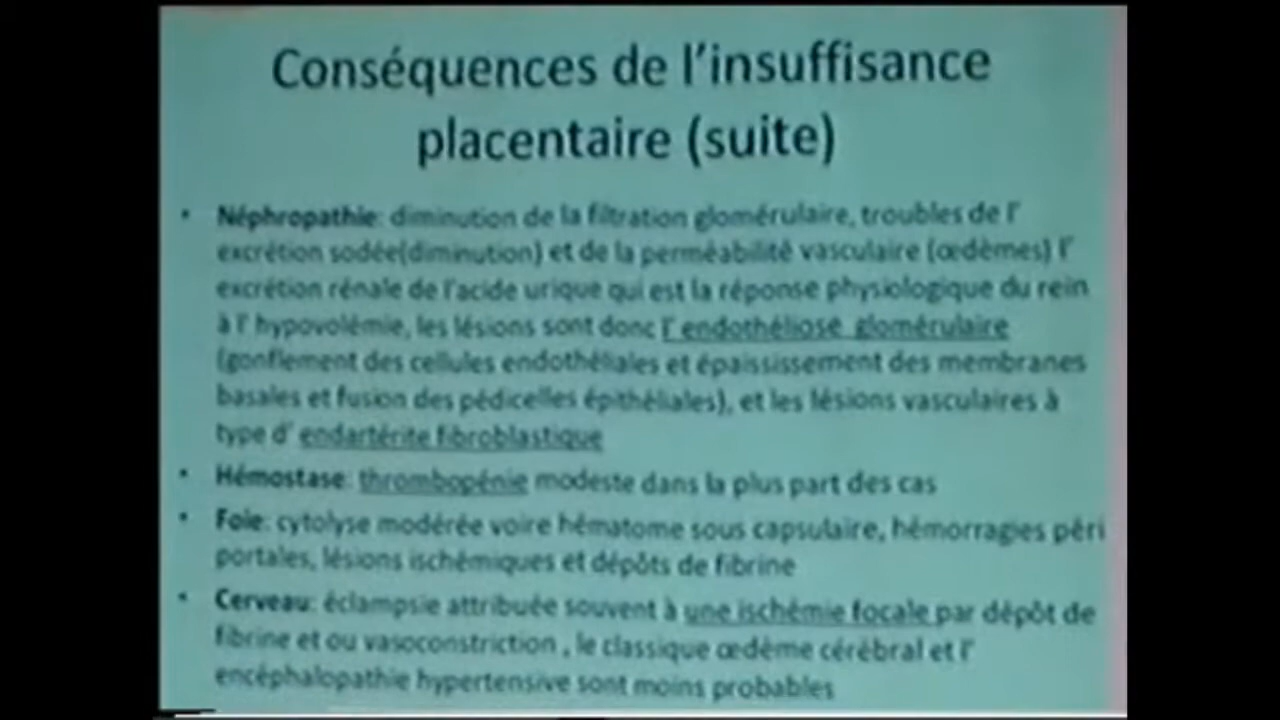 Conséquences de l'insuffisance
placentaire (suite)
• Néphropathie: diminution de la filtration glomérulaire, troubles de l'
excrétion sodée(diminution) et de la perméabilité vasculaire (œdèmes) l'
excrétion rénale de l'acide urique qui est la réponse physiologique du rein
à l' hypovolémie, les lésions sont donc l' endothéliose glomérulaire
(gonflement des cellules endothéliales et épaississement des membranes
basales et fusion des pédicelles épithéliales), et les lésions vasculaires à
type d' endartérite fibroblastique
• Hémostase: thrombopénie modeste dans la plus part des cas
• Foie: cytolyse modérée voire hématome sous capsulaire, hémorragies péri
portales, lésions ischémiques et dépôts de fibrine
• Cerveau: éclampsie attribuée souvent à une ischémie focale par dépôt de
fibrine et ou vasoconstriction , le classique œdème cérébral et l'
encéphalopathie hypertensive sont moins probables